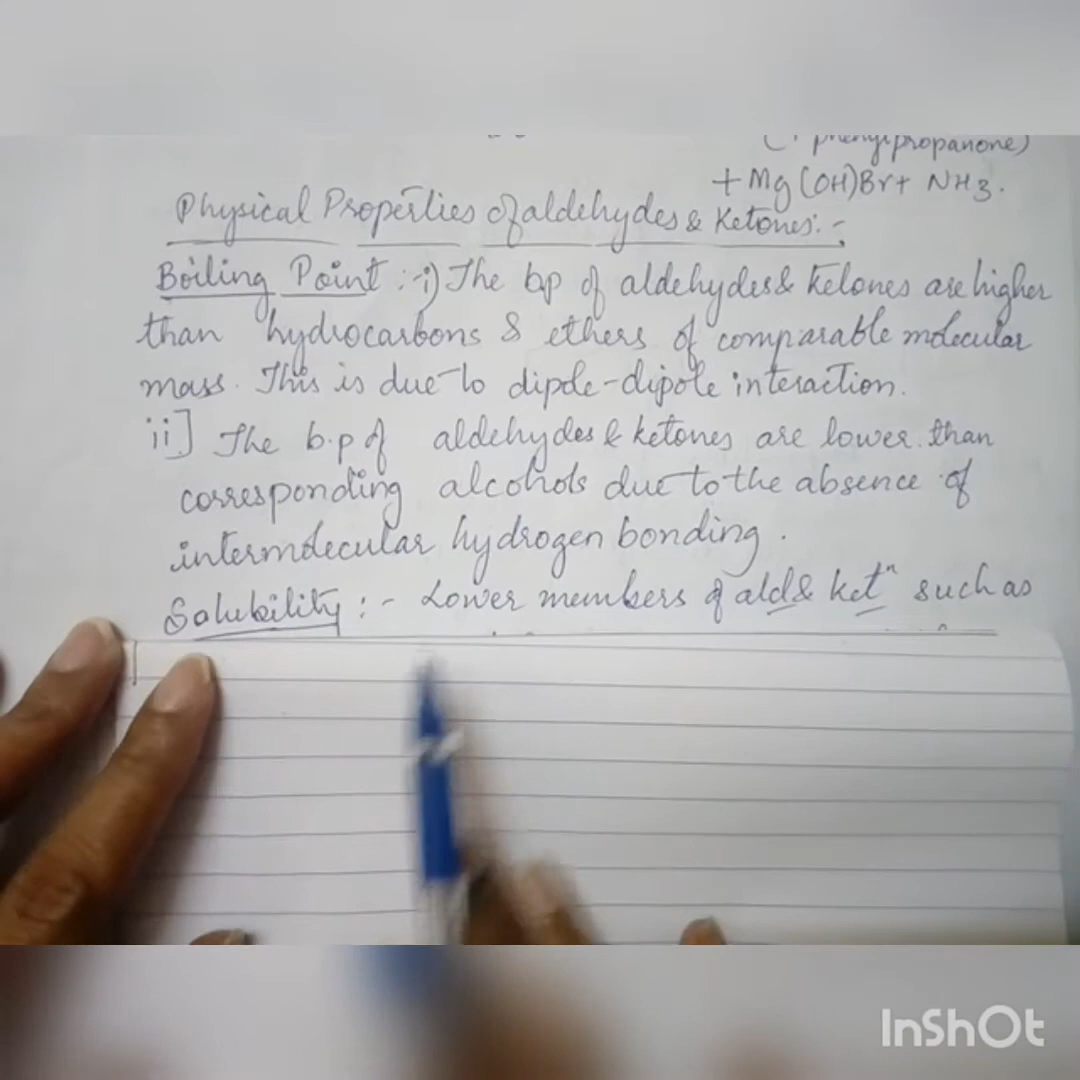 phenylpropanone)
+ Mg(OH)Br + NH3.
Physical Properties of aldehydes & Ketones:-
Boiling Point :- i) The bp of aldehydes & Ketones are higher
than hydrocarbons & ethers of comparable molecular
mass. This is due to dipole-dipole interaction.
ii] The b.p of aldehydes & ketones are lower than
corresponding alcohols due to the absence of
intermolecular hydrogen bonding.
Solubility :- Lower members of ald & ketⁿ such as
InShOt